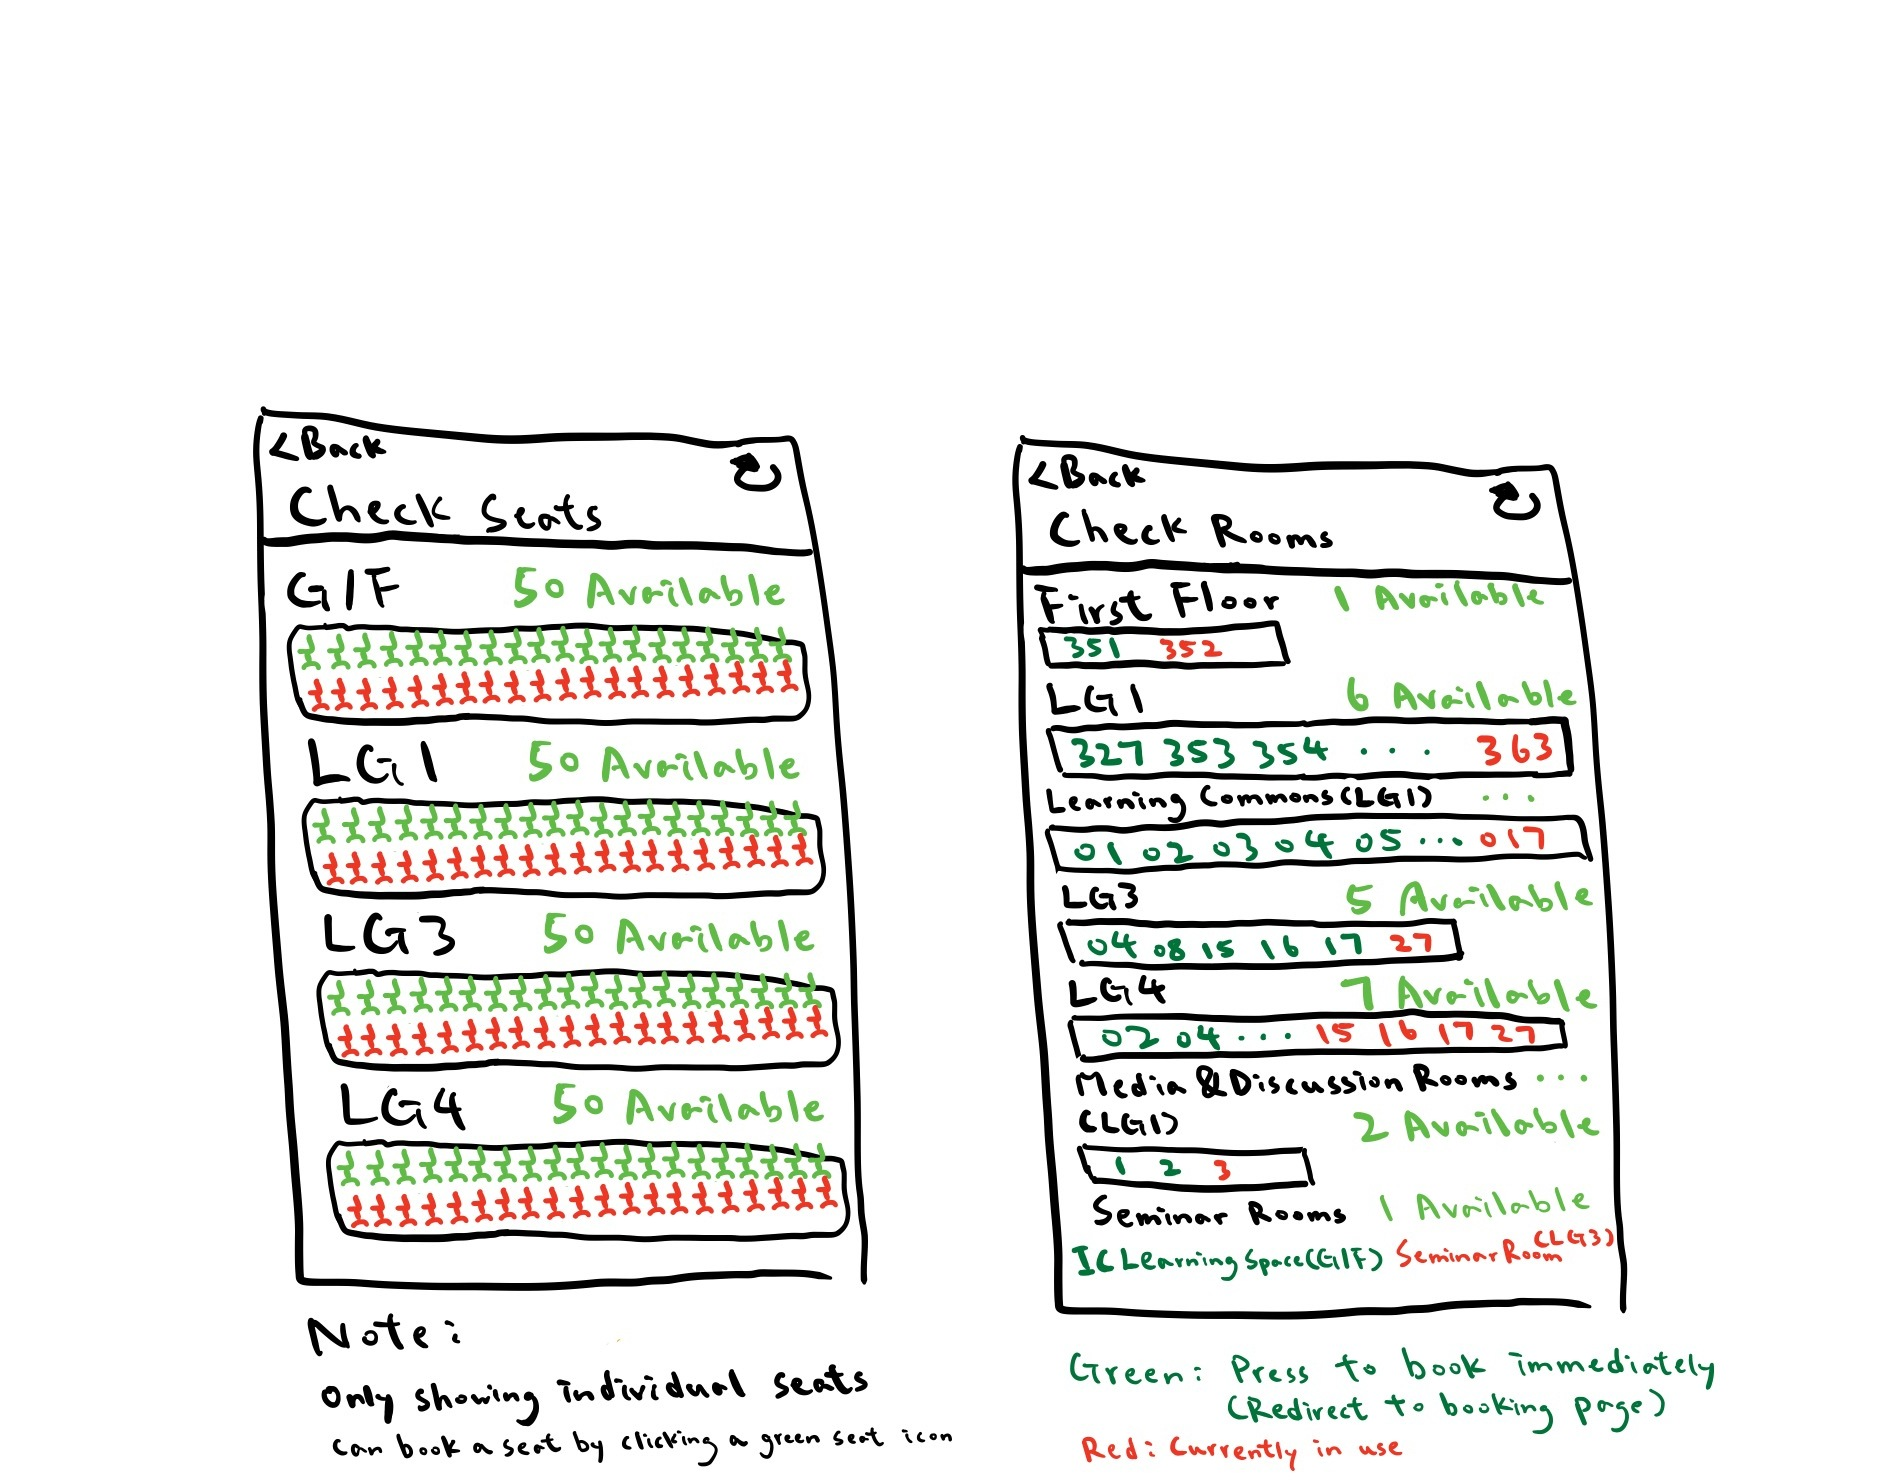 <Back
Check Seats
G/F 50 Available
LG1 50 Available
LG3 50 Available
LG4 50 Available
Note:
Only showing individual seats
Can book a seat by clicking a green seat icon
<Back
Check Rooms
First Floor 1 Available
351 352
LG1 6 Available
327 353 354 ... 363
Learning Commons(LG1) ...
01 02 03 04 05 ... 017
LG3 5 Available
04 08 15 16 17 27
LG4 7 Available
02 04 ... 15 16 17 27
Media & Discussion Rooms ...
(LG1) 2 Available
1 2 3
Seminar Rooms 1 Available
IC Learning Space(G/F) Seminar Room (LG3)
Green: Press to book immediately
(Redirect to booking page)
Red: Currently in use